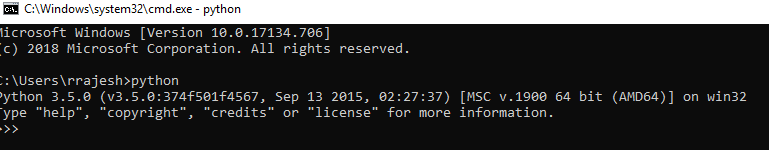 C:\Windows\system32\cmd.exe - python
Microsoft Windows [Version 10.0.17134.706]
(c) 2018 Microsoft Corporation. All rights reserved.
C:\Users\rrajesh>python
Python 3.5.0 (v3.5.0:374f501f4567, Sep 13 2015, 02:27:37) [MSC v.1900 64 bit (AMD64)] on win32
Type "help", "copyright", "credits" or "license" for more information.
>>>